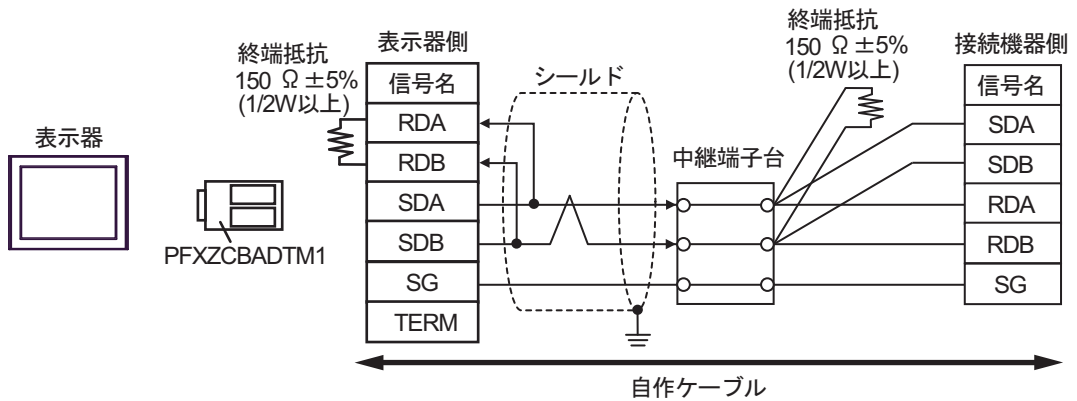 表示器
PFXZCBADTM1
終端抵抗
150 Ω ±5%
(1/2W以上)
表示器側
信号名
RDA
RDB
SDA
SDB
SG
TERM
シールド
中継端子台
終端抵抗
150 Ω ±5%
(1/2W以上)
接続機器側
信号名
SDA
SDB
RDA
RDB
SG
自作ケーブル